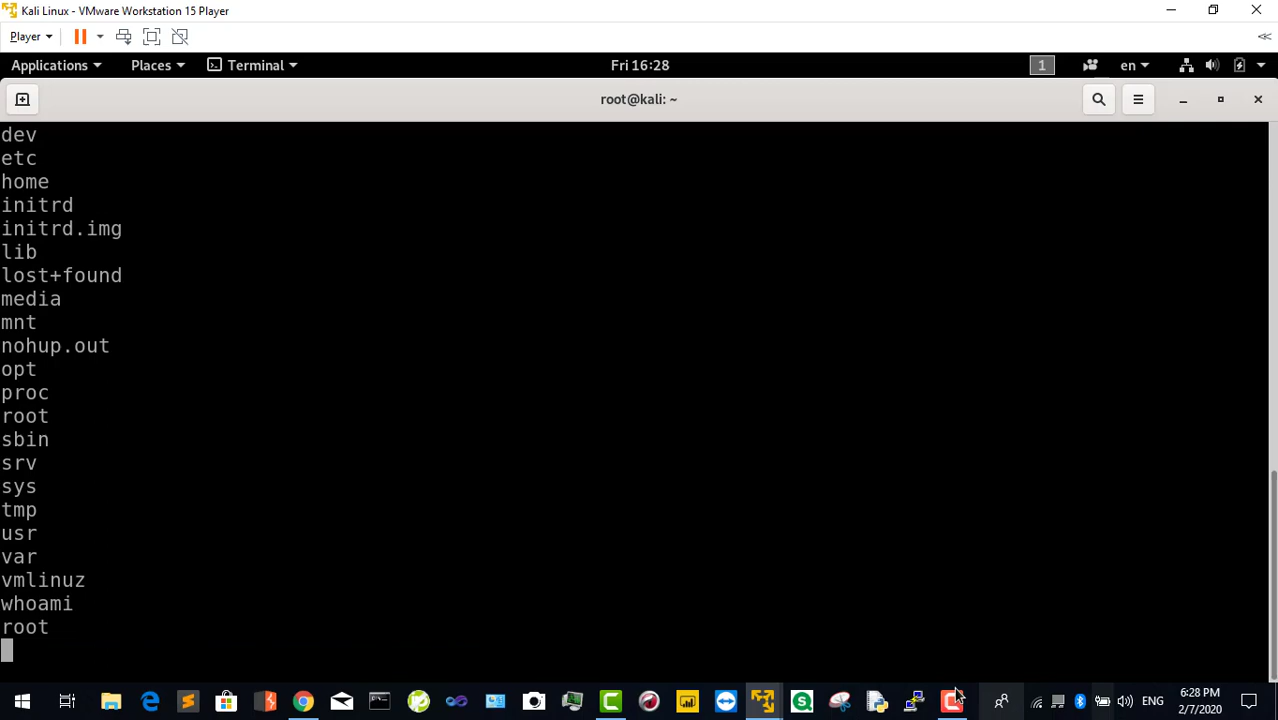 Kali Linux - VMware Workstation 15 Player
Player
Applications Places Terminal Fri 16:28 1 en
root@kali: ~
dev
etc
home
initrd
initrd.img
lib
lost+found
media
mnt
nohup.out
opt
proc
root
sbin
srv
sys
tmp
usr
var
vmlinuz
whoami
root
ENG
6:28 PM
2/7/2020